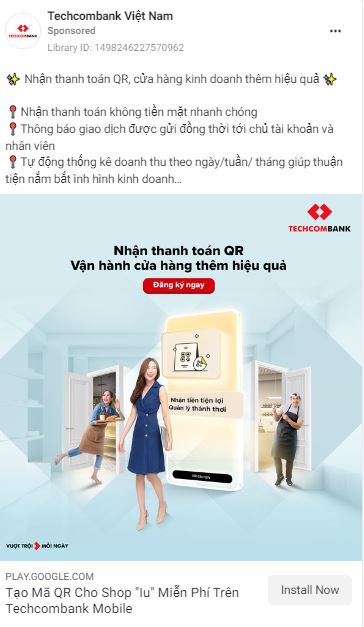 Techcombank Việt Nam
Sponsored
Library ID: 1498246227570962
✨ Nhận thanh toán QR, cửa hàng kinh doanh thêm hiệu quả ✨
📍Nhận thanh toán không tiền mặt nhanh chóng
📍Thông báo giao dịch được gửi đồng thời tới chủ tài khoản và
nhân viên
📍Tự động thống kê doanh thu theo ngày/tuần/ tháng giúp thuận
tiện nắm bắt ình hình kinh doanh...
TECHCOMBANK
Nhận thanh toán QR
Vận hành cửa hàng thêm hiệu quả
Đăng ký ngay
Nhận tiền tiện lợi
Quản lý thảnh thơi
VƯỢT TRỘI MỖI NGÀY
PLAY.GOOGLE.COM
Tạo Mã QR Cho Shop "Iu" Miễn Phí Trên
Techcombank Mobile
Install Now